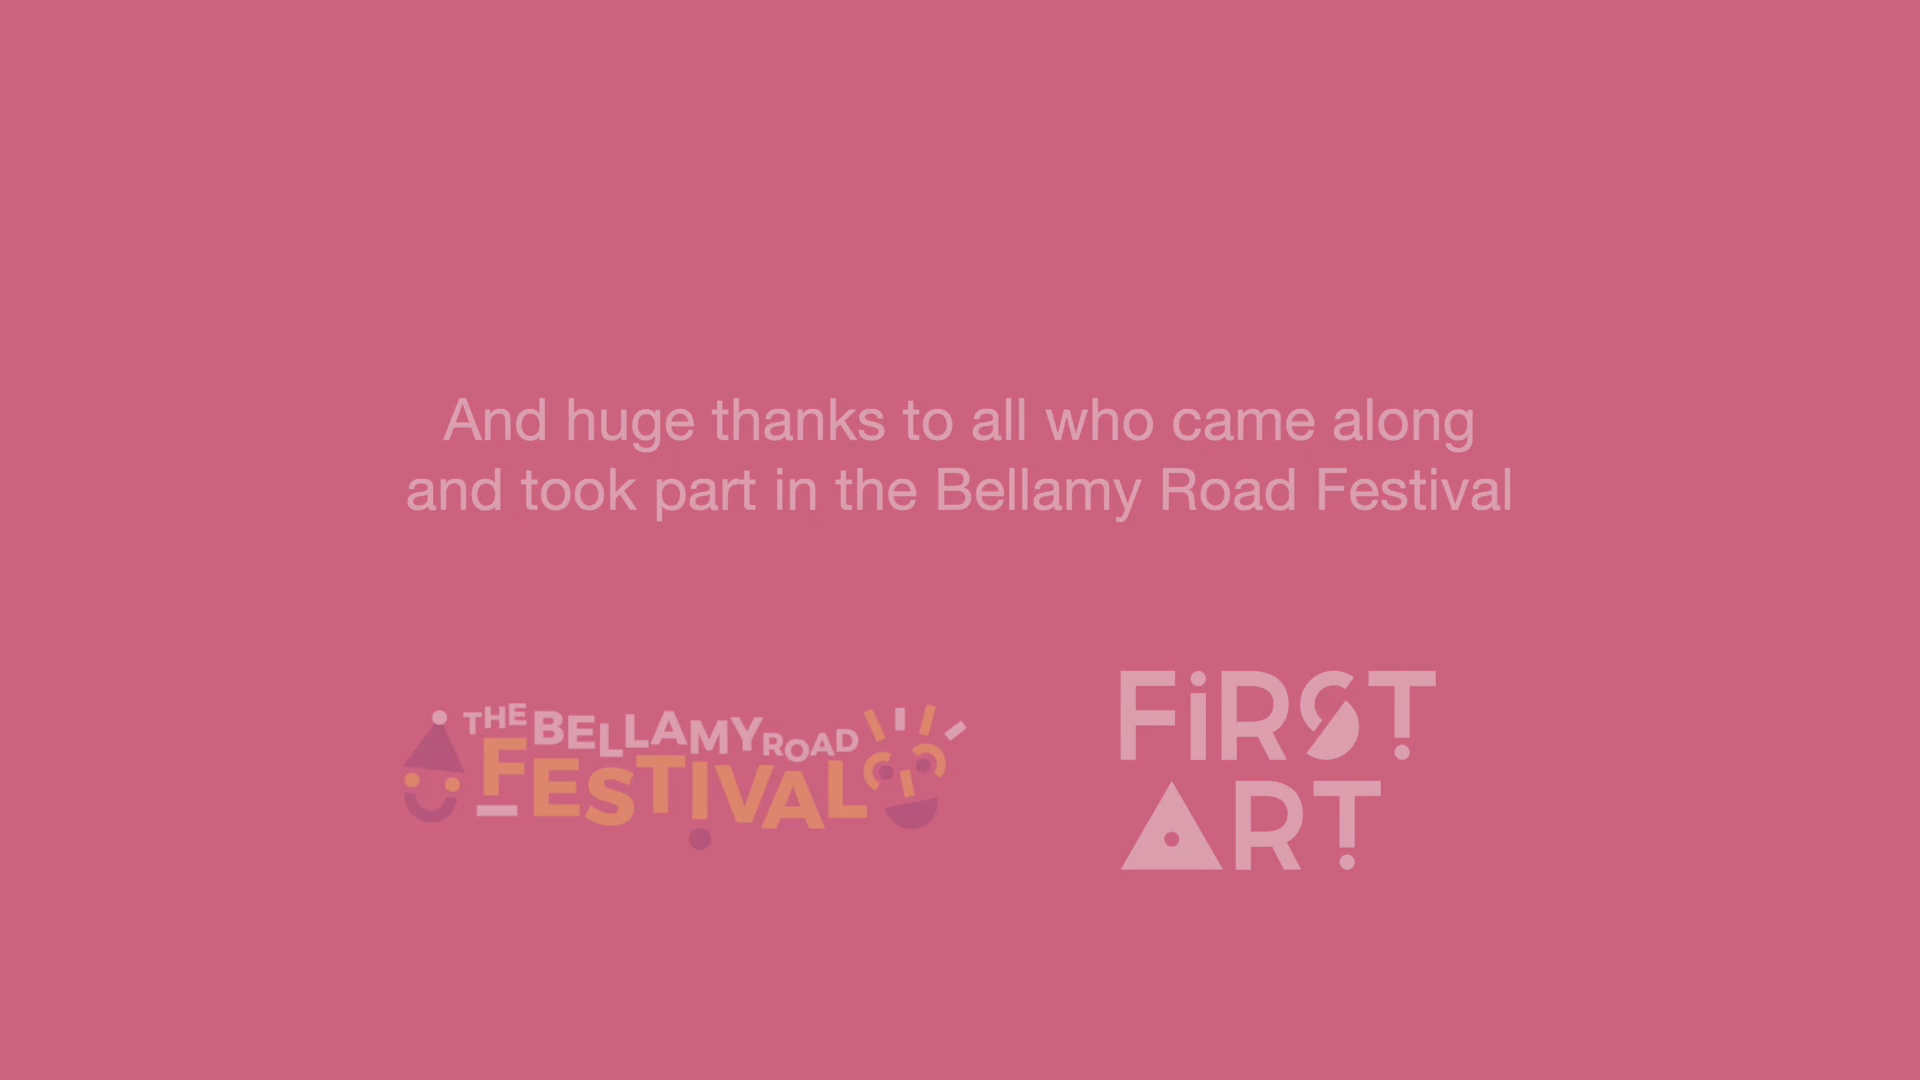 And huge thanks to all who came along
and took part in the Bellamy Road Festival
THE BELLAMY ROAD
FESTIVAL
FiRST
ART